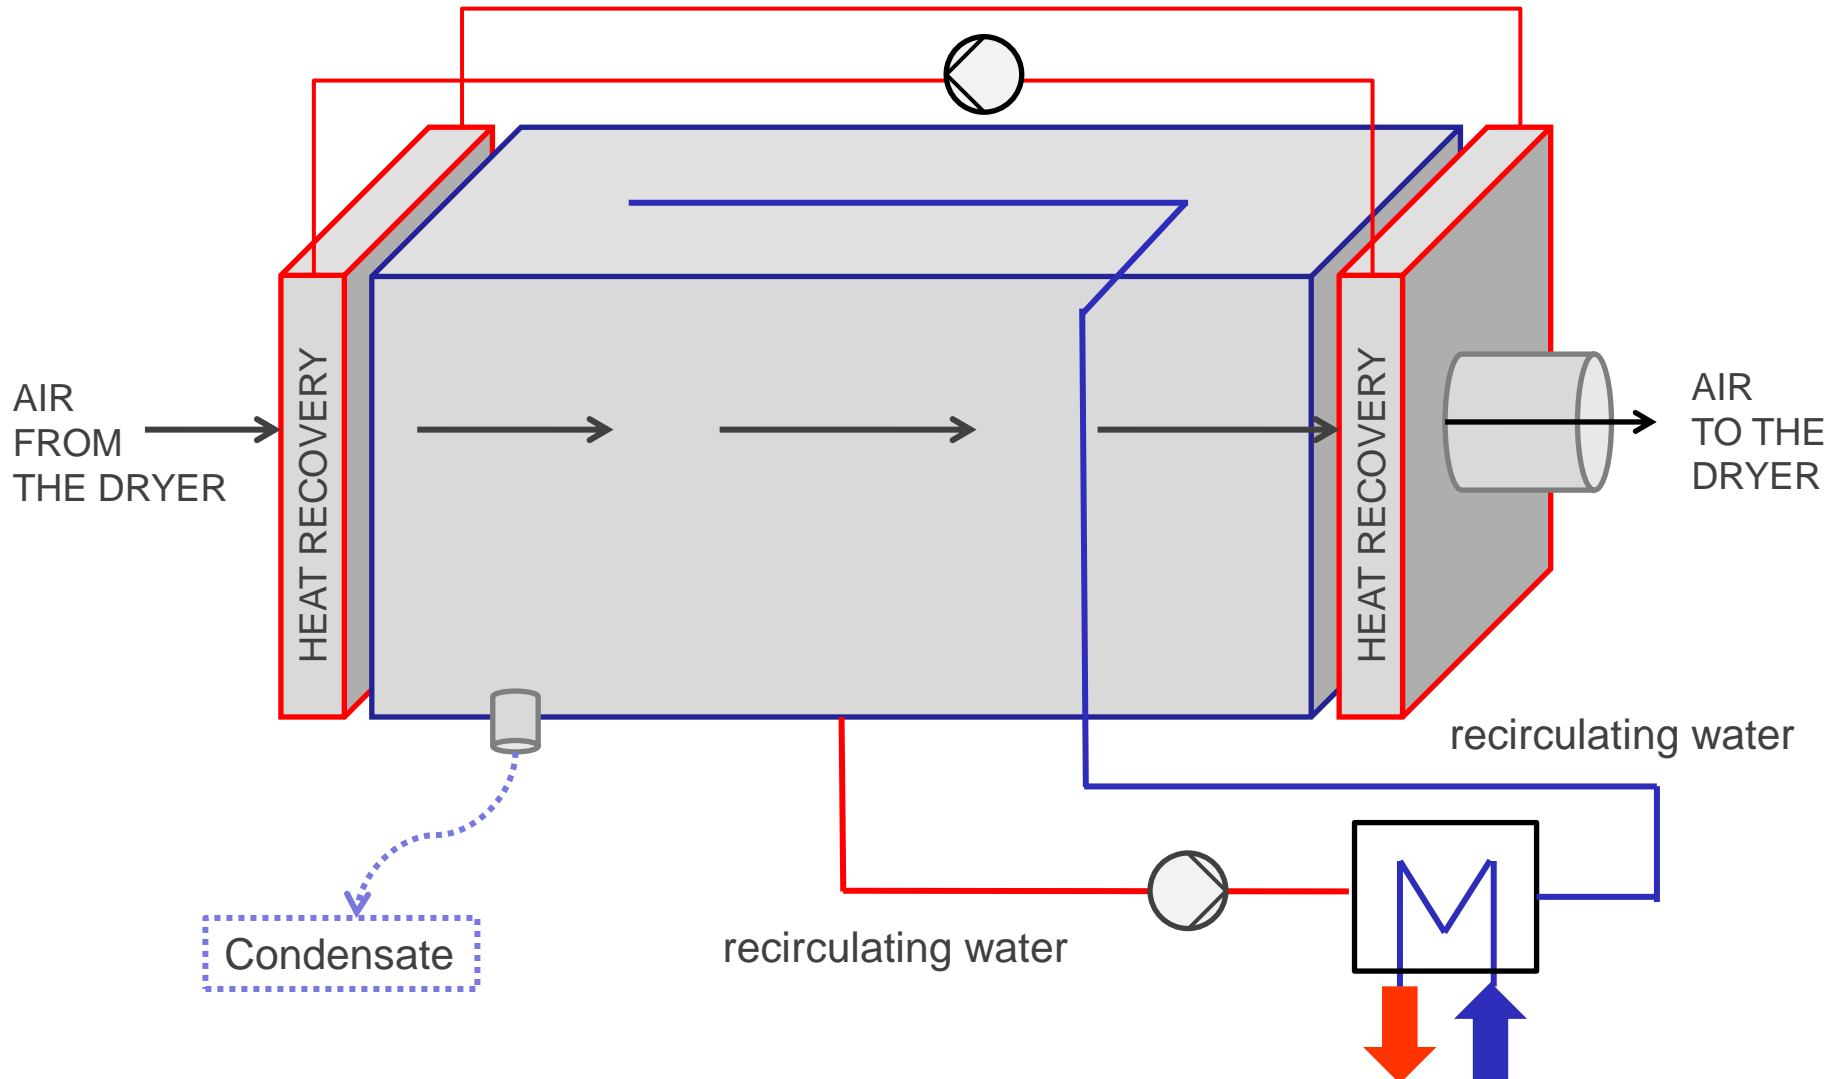 AIR
FROM
THE DRYER
HEAT RECOVERY
HEAT RECOVERY
AIR
TO THE
DRYER
recirculating water
Condensate
recirculating water